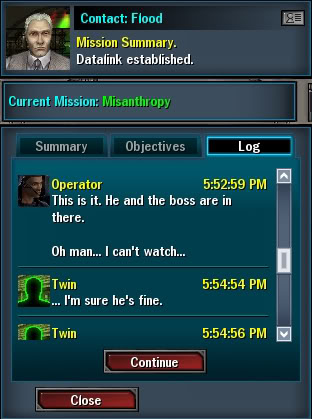 Contact: Flood
Mission Summary.
Datalink established.
Current Mission: Misanthropy
Summary Objectives Log
Operator 5:52:59 PM
This is it. He and the boss are in
there.
Oh man... I can't watch...
Twin 5:54:54 PM
... I'm sure he's fine.
Twin 5:54:56 PM
Continue
Close